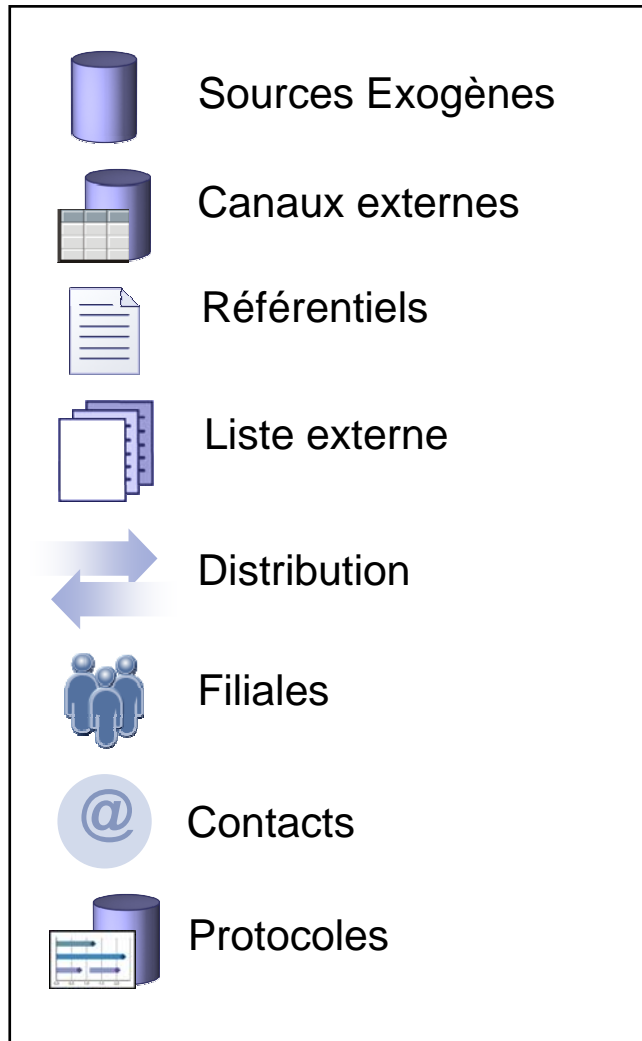 Sources Exogènes
Canaux externes
Référentiels
Liste externe
Distribution
Filiales
@
Contacts
Protocoles